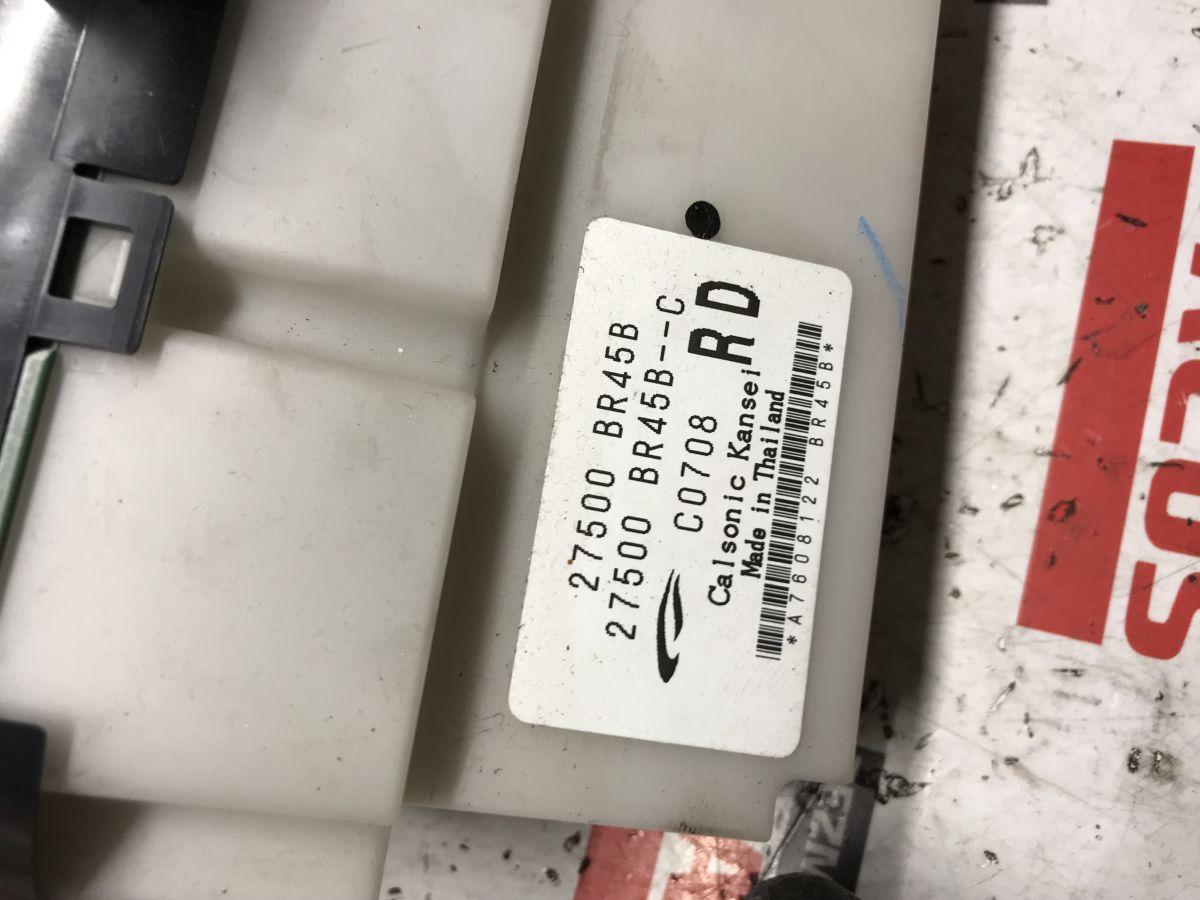 27500 BR45B
27500 BR45B--C
C0708 RD
Calsonic Kansei
Made in Thailand
*A7608122 BR45B*